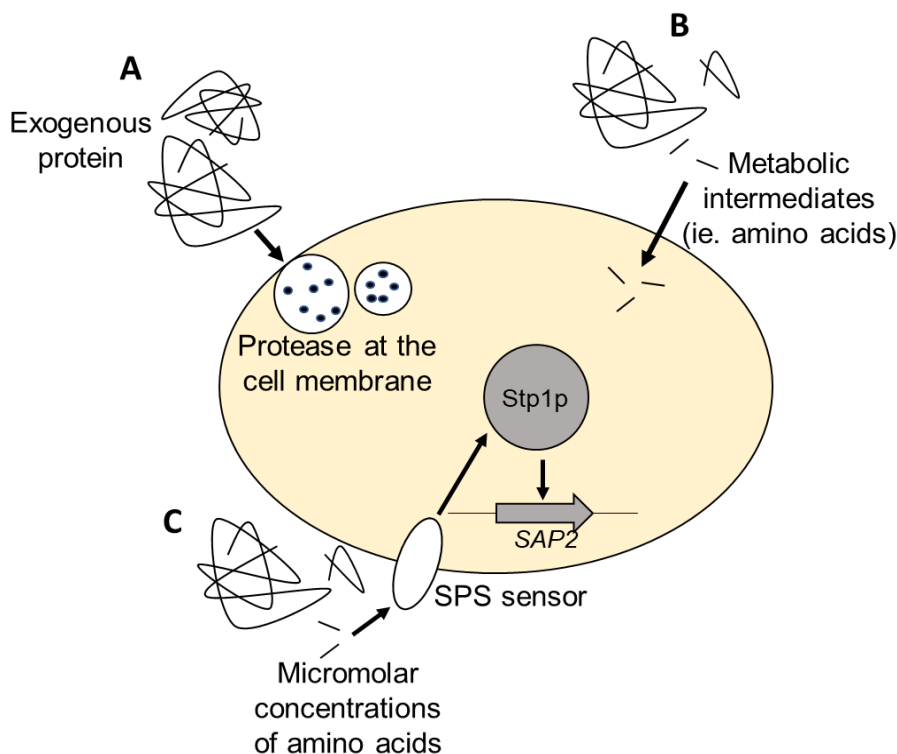 A
Exogenous
protein
B
Metabolic
intermediates
(ie. amino acids)
Protease at the
cell membrane
Stp1p
SAP2
C
SPS sensor
Micromolar
concentrations
of amino acids